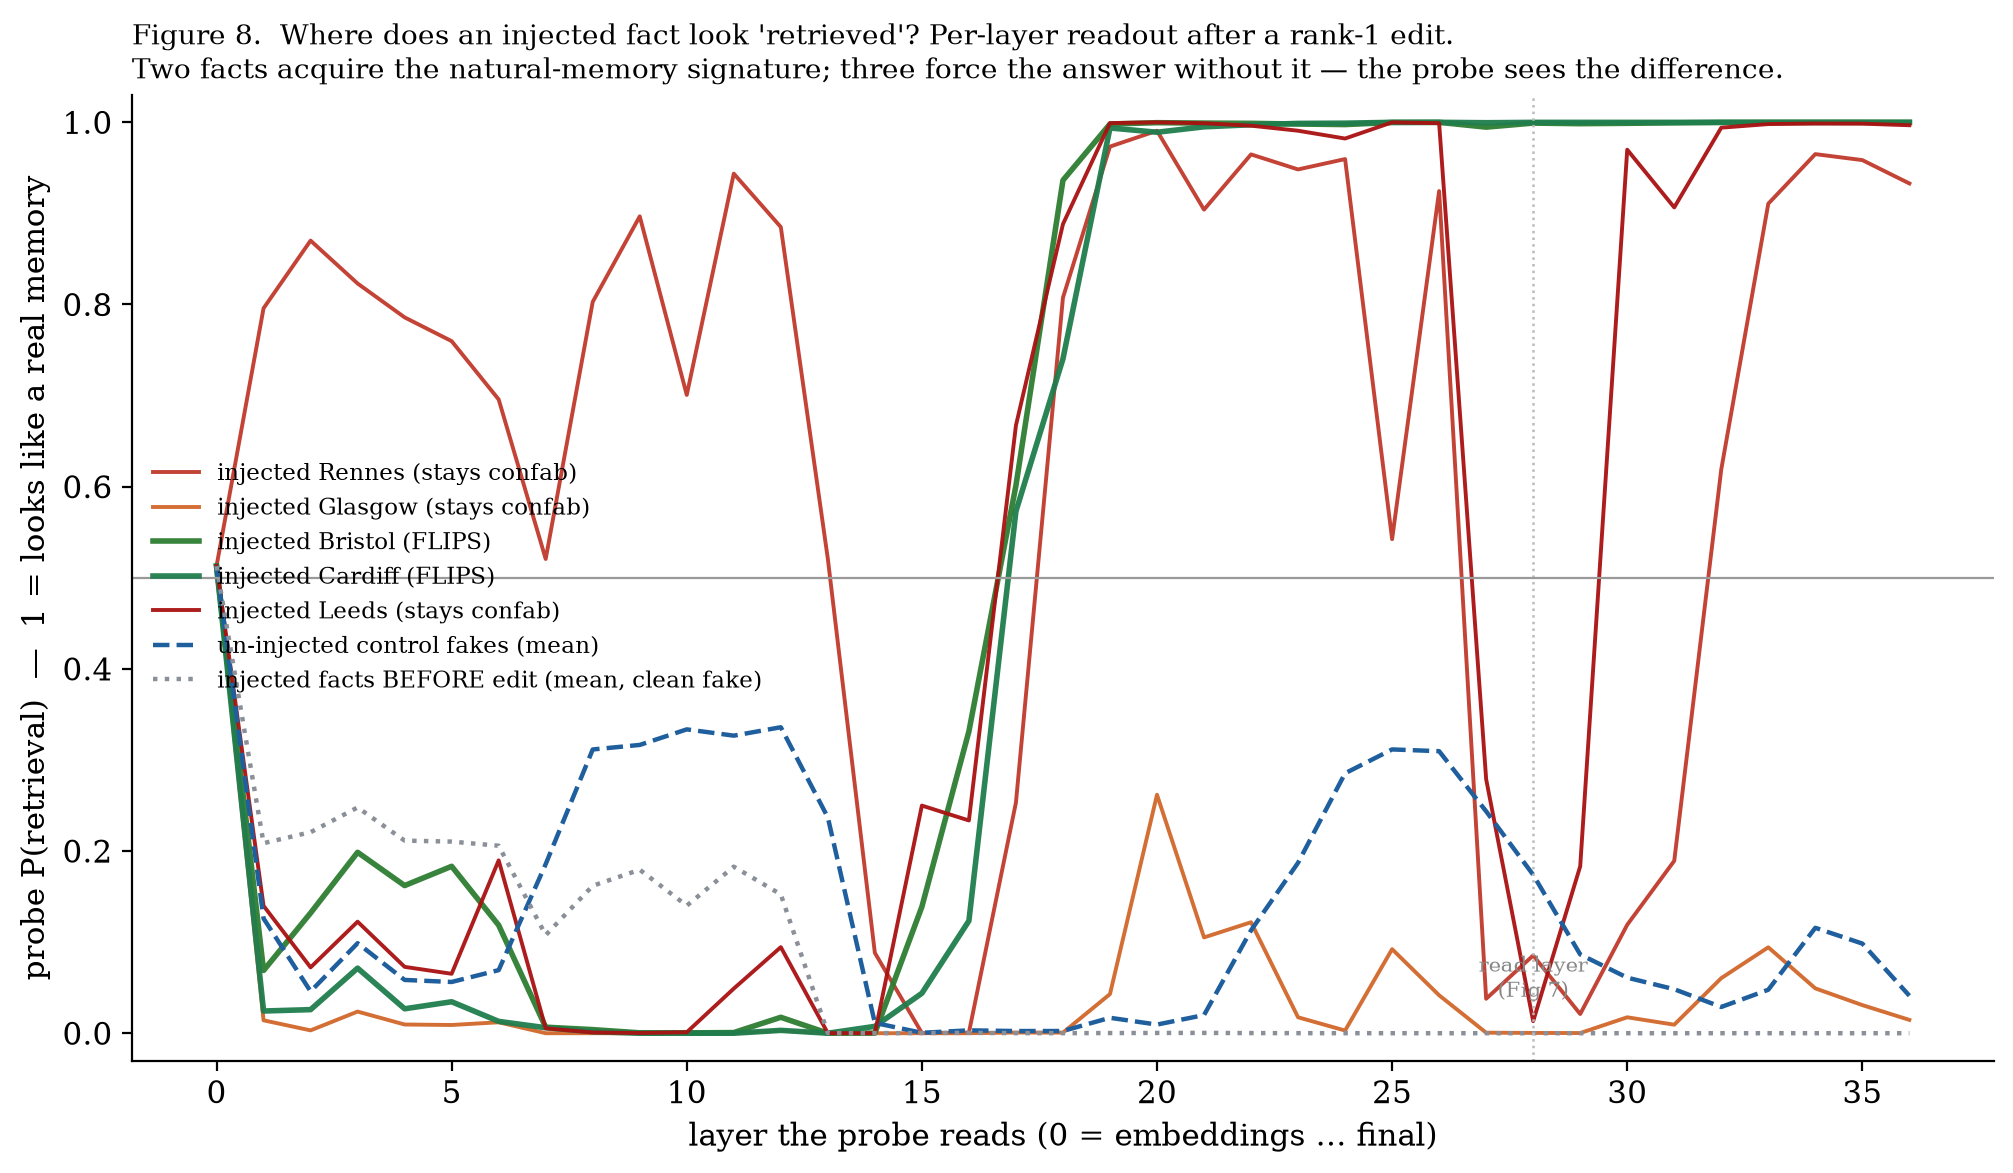 Figure 8.  Where does an injected fact look 'retrieved'? Per-layer readout after a rank-1 edit.
Two facts acquire the natural-memory signature; three force the answer without it — the probe sees the difference.
probe P(retrieval)  —  1 = looks like a real memory
1.0
0.8
0.6
0.4
0.2
0.0
injected Rennes (stays confab)
injected Glasgow (stays confab)
injected Bristol (FLIPS)
injected Cardiff (FLIPS)
injected Leeds (stays confab)
un-injected control fakes (mean)
injected facts BEFORE edit (mean, clean fake)
read layer
(Fig 7)
0 5 10 15 20 25 30 35
layer the probe reads (0 = embeddings … final)